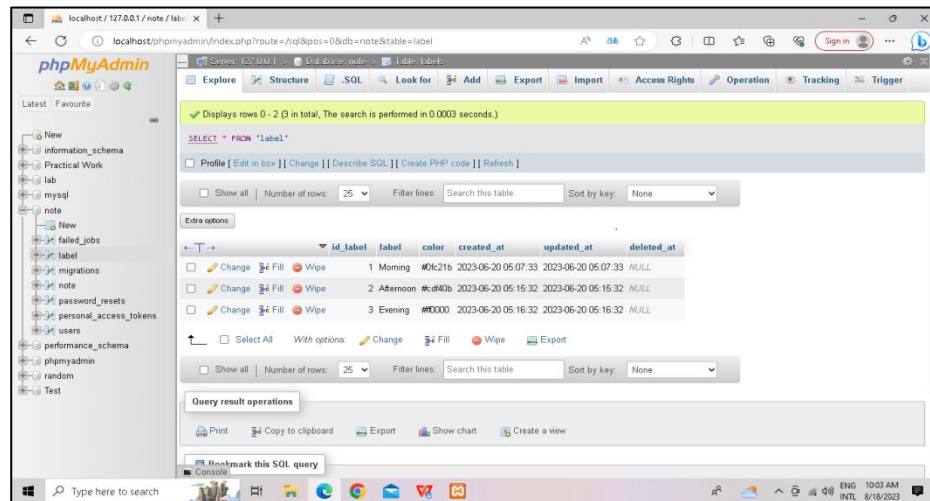 localhost / 127.0.0.1 / note / labe
localhost/phpmyadmin/index.php?route=/sql&pos=0&db=note&table=label
Sign in
phpMyAdmin
Latest Favourite
New
information_schema
Practical Work
lab
mysql
note
New
failed_jobs
label
migrations
note
password_resets
personal_access_tokens
users
performance_schema
phpmyadmin
random
Test
Server: 127.0.0.1 » Database: note » Table: labels
Explore Structure SQL Look for Add Export Import Access Rights Operation Tracking Trigger
Displays rows 0 - 2 (3 in total, The search is performed in 0.0003 seconds.)
SELECT * FROM 'label'
Profile [ Edit in box ] [ Change ] [ Describe SQL ] [ Create PHP code ] [ Refresh ]
Show all | Number of rows: 25 Filter lines: Search this table Sort by key: None
Extra options
id_label label color created_at updated_at deleted_at
Change Fill Wipe 1 Morning #0fc21b 2023-06-20 05:07:33 2023-06-20 05:07:33 NULL
Change Fill Wipe 2 Afternoon #cdf40b 2023-06-20 05:15:32 2023-06-20 05:15:32 NULL
Change Fill Wipe 3 Evening #ff0000 2023-06-20 05:16:32 2023-06-20 05:16:32 NULL
Select All With options: Change Fill Wipe Export
Show all | Number of rows: 25 Filter lines: Search this table Sort by key: None
Query result operations
Print Copy to clipboard Export Show chart Create a view
Bookmark this SQL query
Console
Type here to search
ENG 10:03 AM
INTL 8/18/2023